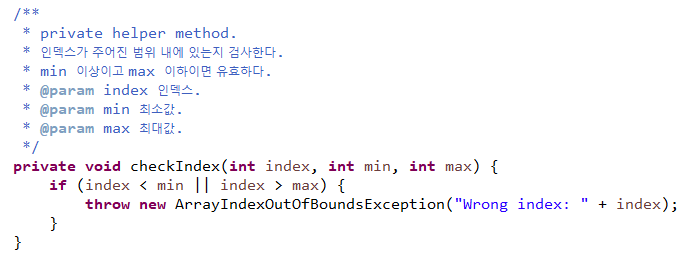 /**
 * private helper method.
 * 인덱스가 주어진 범위 내에 있는지 검사한다.
 * min 이상이고 max 이하이면 유효하다.
 * @param index 인덱스.
 * @param min 최소값.
 * @param max 최대값.
 */
private void checkIndex(int index, int min, int max) {
    if (index < min || index > max) {
        throw new ArrayIndexOutOfBoundsException("Wrong index: " + index);
    }
}